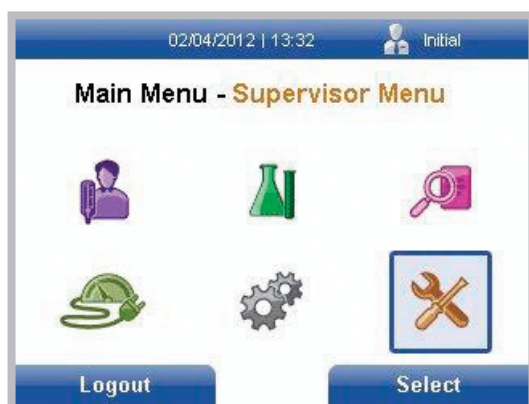 02/04/2012 | 13:32 Initial
Main Menu - Supervisor Menu
Logout Select